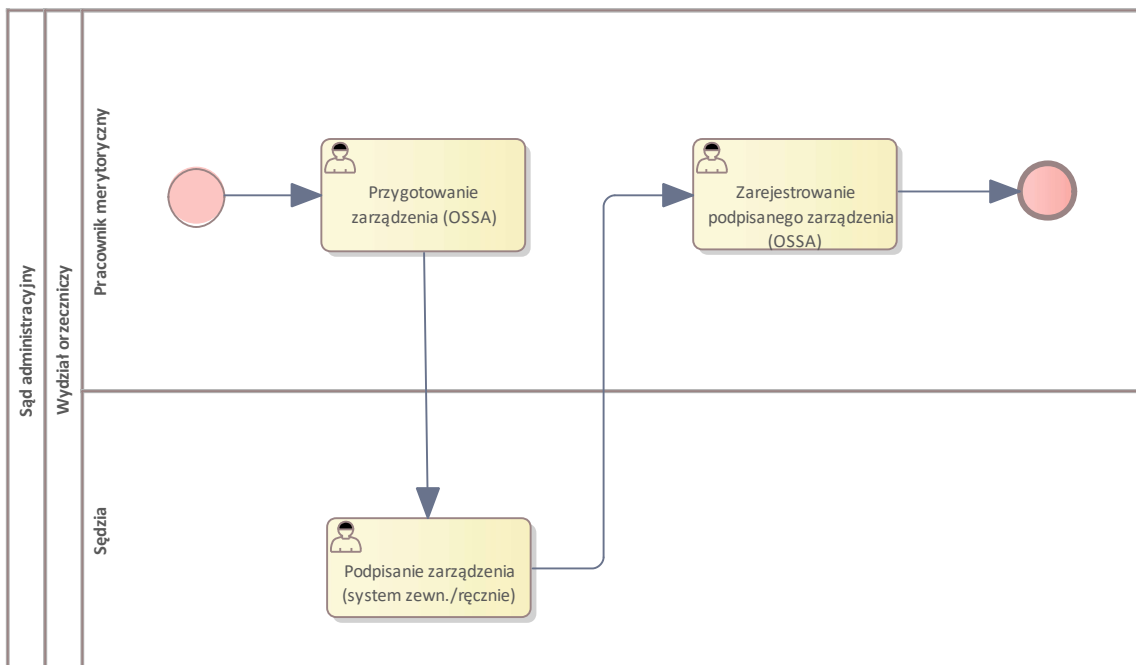 Sąd administracyjny
Wydział orzeczniczy
Pracownik merytoryczny
Przygotowanie
zarządzenia (OSSA)
Zarejestrowanie
podpisanego zarządzenia
(OSSA)
Sędzia
Podpisanie zarządzenia
(system zewn./ręcznie)